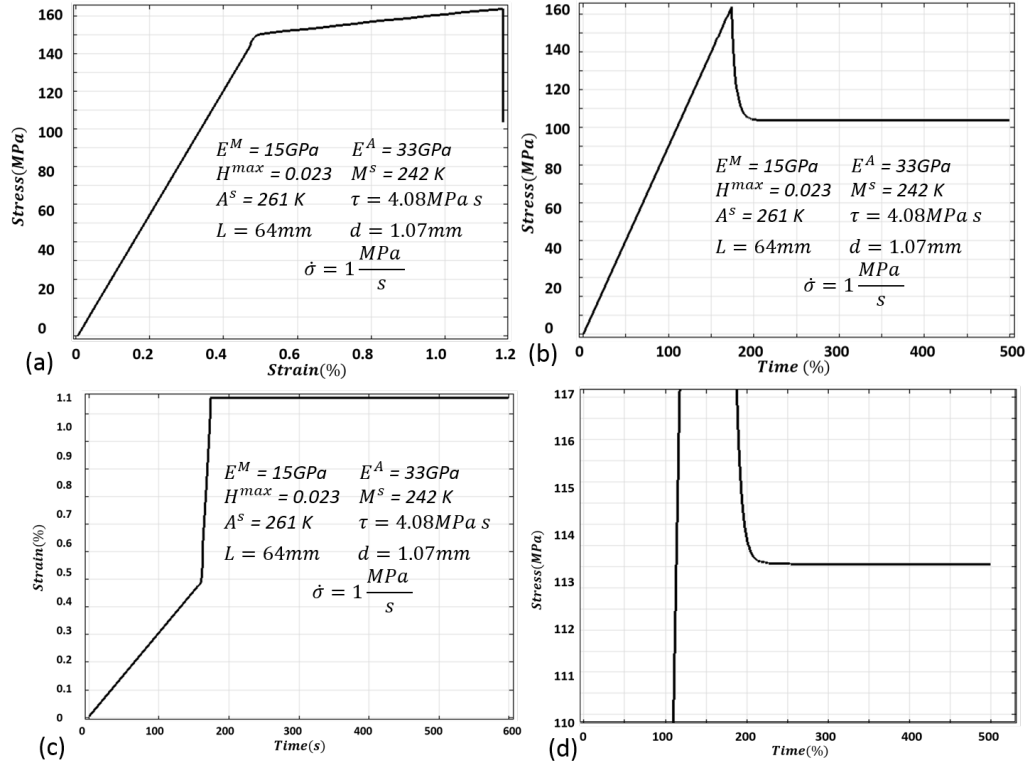 160
140
120
100
80
60
40
20
0
Stress(MPa)
E^M = 15GPa E^A = 33GPa
H^max = 0.023 M^s = 242 K
A^s = 261 K τ = 4.08MPa s
L = 64mm d = 1.07mm
σ̇ = 1 MPa/s
0 0.2 0.4 0.6 0.8 1.0 1.2
Strain(%)
(a)
160
140
120
100
80
60
40
20
0
Stress(MPa)
E^M = 15GPa E^A = 33GPa
H^max = 0.023 M^s = 242 K
A^s = 261 K τ = 4.08MPa s
L = 64mm d = 1.07mm
σ̇ = 1 MPa/s
0 100 200 300 400 500
Time (%)
(b)
1.1
1.0
0.9
0.8
0.7
0.6
0.5
0.4
0.3
0.2
0.1
0
Strain(%)
E^M = 15GPa E^A = 33GPa
H^max = 0.023 M^s = 242 K
A^s = 261 K τ = 4.08MPa s
L = 64mm d = 1.07mm
σ̇ = 1 MPa/s
0 100 200 300 400 500 600
Time(s)
(c)
117
116
115
114
113
112
111
110
Stress(MPa)
0 100 200 300 400 500
Time(%)
(d)